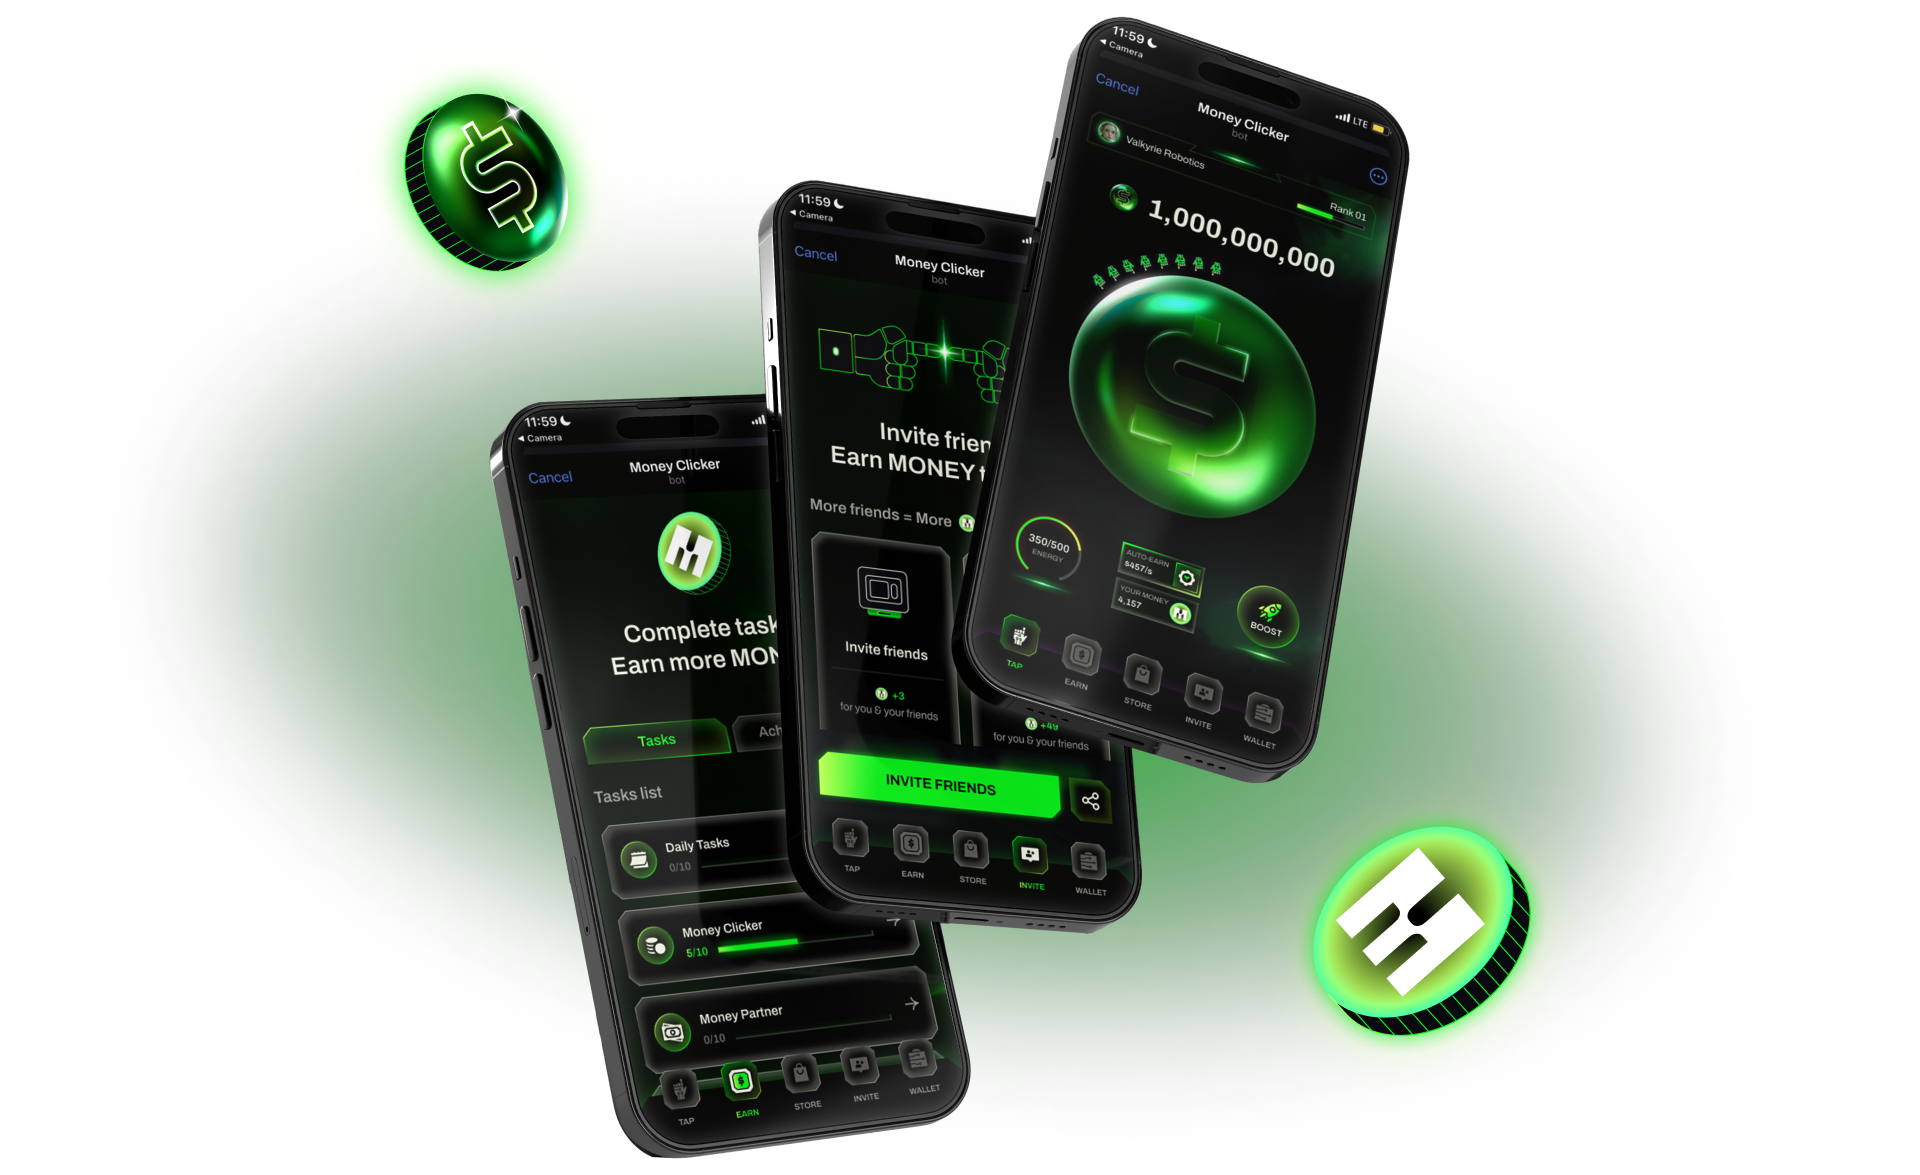 11:59
Camera
Cancel
Money Clicker
bot
Complete task
Earn more MON
Tasks
Ach
Tasks list
Daily Tasks
0/10
Money Clicker
5/10
Money Partner
0/10
TAP
EARN
STORE
INVITE
WALLET
11:59
Camera
Cancel
Money Clicker
bot
Invite frien
Earn MONEY t
More friends = More
Invite friends
+3
for you & your friends
+49
for you & your friends
INVITE FRIENDS
TAP
EARN
STORE
INVITE
WALLET
11:59
Camera
LTE
Cancel
Money Clicker
bot
Valkyrie Robotics
Rank 01
1,000,000,000
350/500
ENERGY
AUTO-EARN
$457/s
YOUR MONEY
4,157
BOOST
TAP
EARN
STORE
INVITE
WALLET